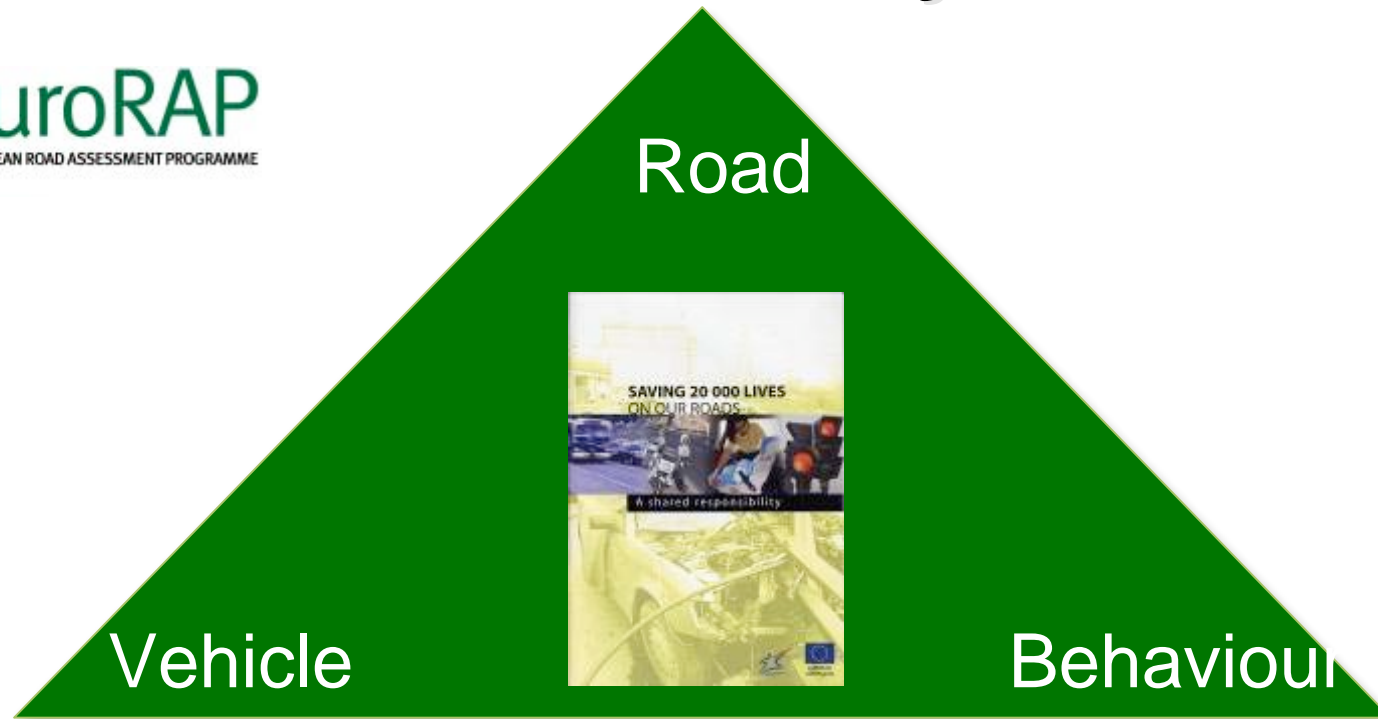 uroRAP
EAN ROAD ASSESSMENT PROGRAMME
Road
SAVING 20 000 LIVES
ON OUR ROADS
A shared responsibility
Vehicle
Behaviour